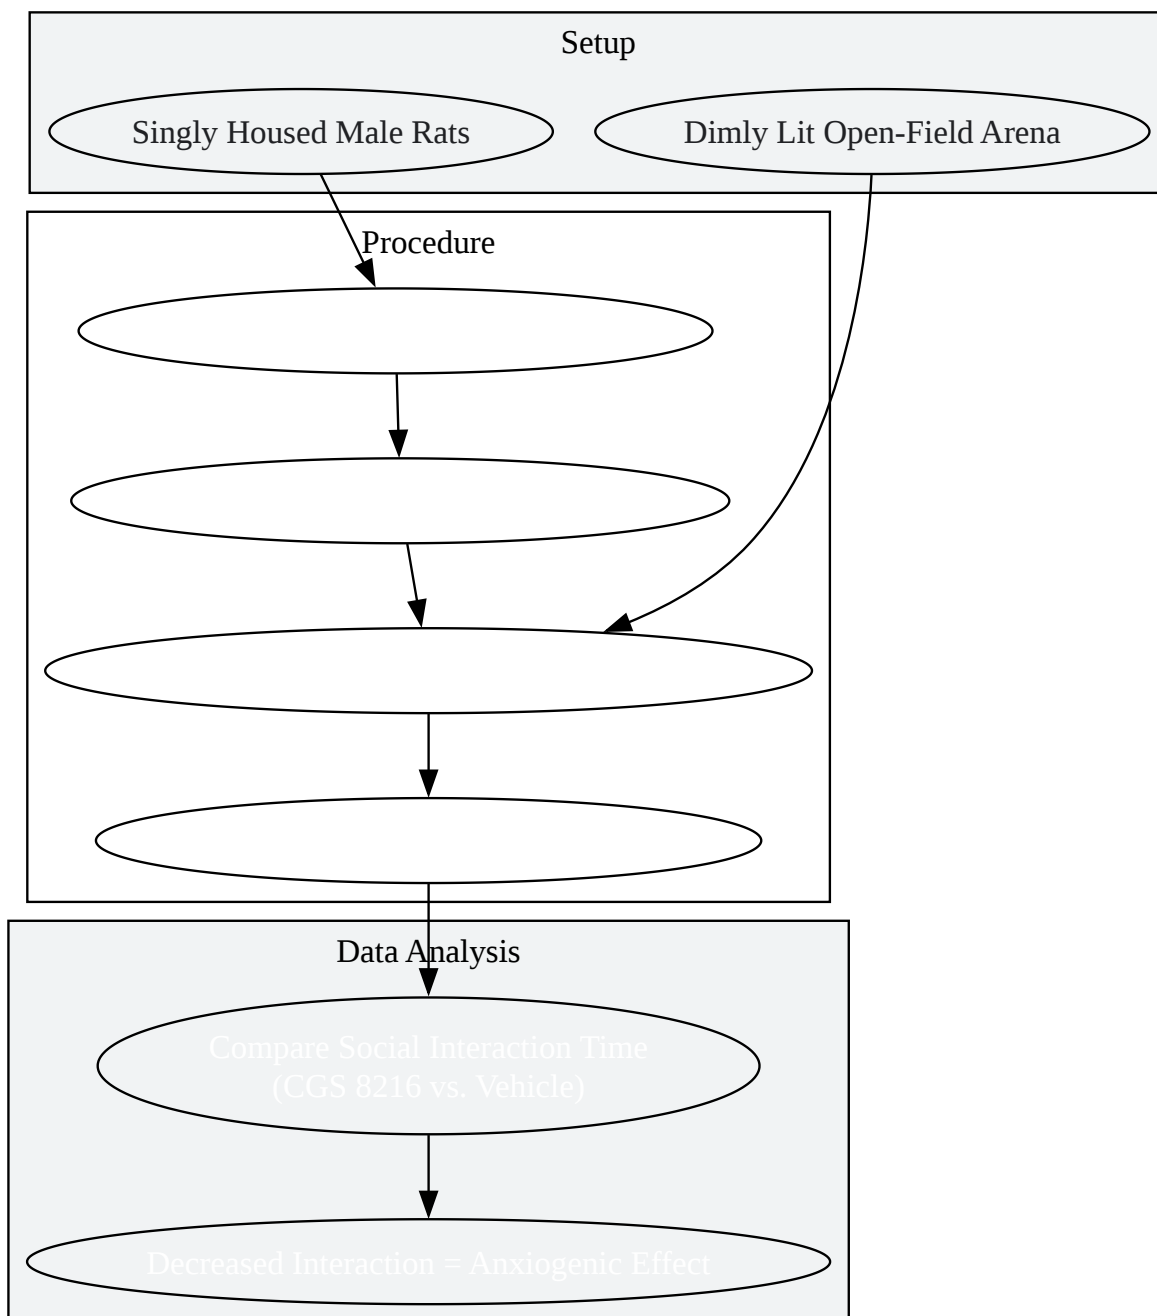 Setup
Singly Housed Male Rats
Dimly Lit Open-Field Arena
Procedure
Data Analysis
Compare Social Interaction Time
(CGS 8216 vs. Vehicle)
Decreased Interaction = Anxiogenic Effect